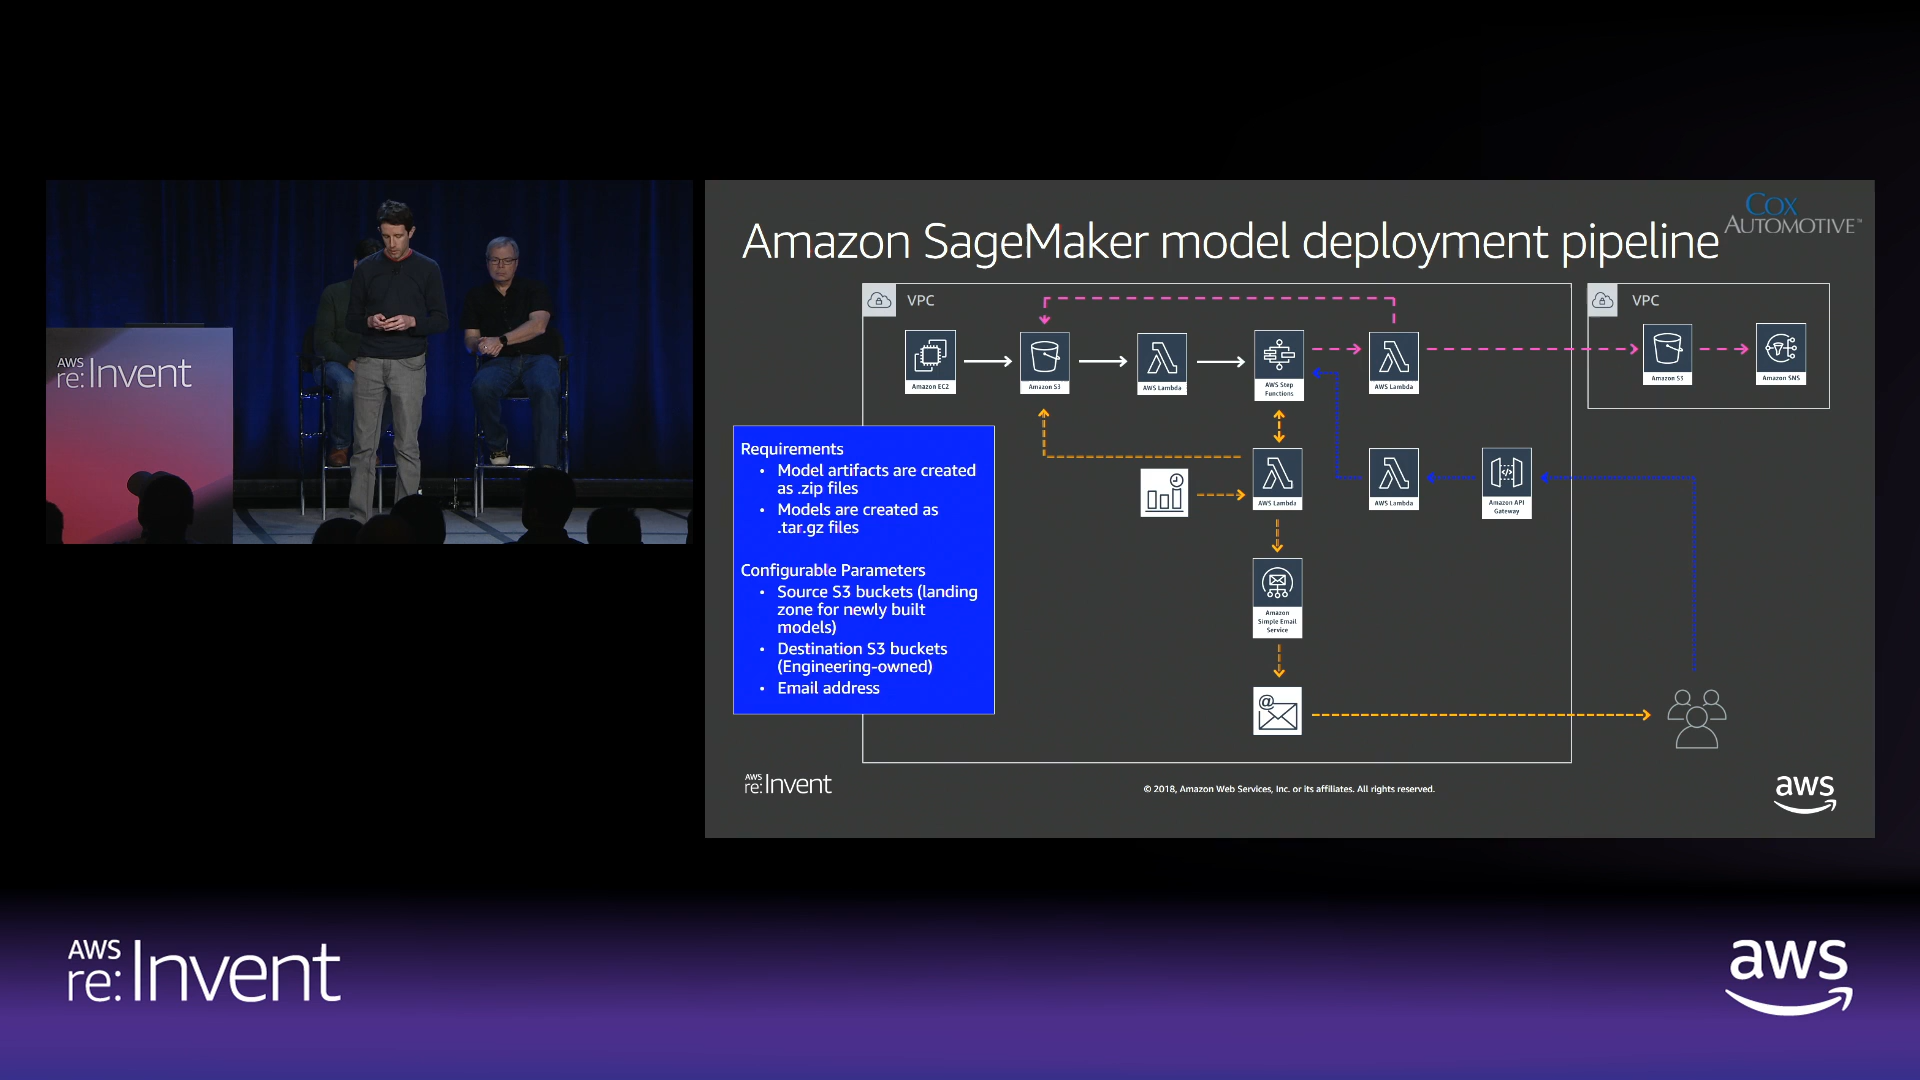 AWS
re:Invent
Cox
AUTOMOTIVE™
Amazon SageMaker model deployment pipeline
VPC
VPC
Amazon EC2
Amazon S3
AWS Lambda
AWS Step
Functions
AWS Lambda
Amazon S3
Amazon SNS
Requirements
• Model artifacts are created
as .zip files
• Models are created as
.tar.gz files
Configurable Parameters
• Source S3 buckets (landing
zone for newly built
models)
• Destination S3 buckets
(Engineering-owned)
• Email address
AWS Lambda
AWS Lambda
Amazon API
Gateway
Amazon
Simple Email
Service
@
AWS
re:Invent
© 2018, Amazon Web Services, Inc. or its affiliates. All rights reserved.
aws
AWS
re:Invent
aws